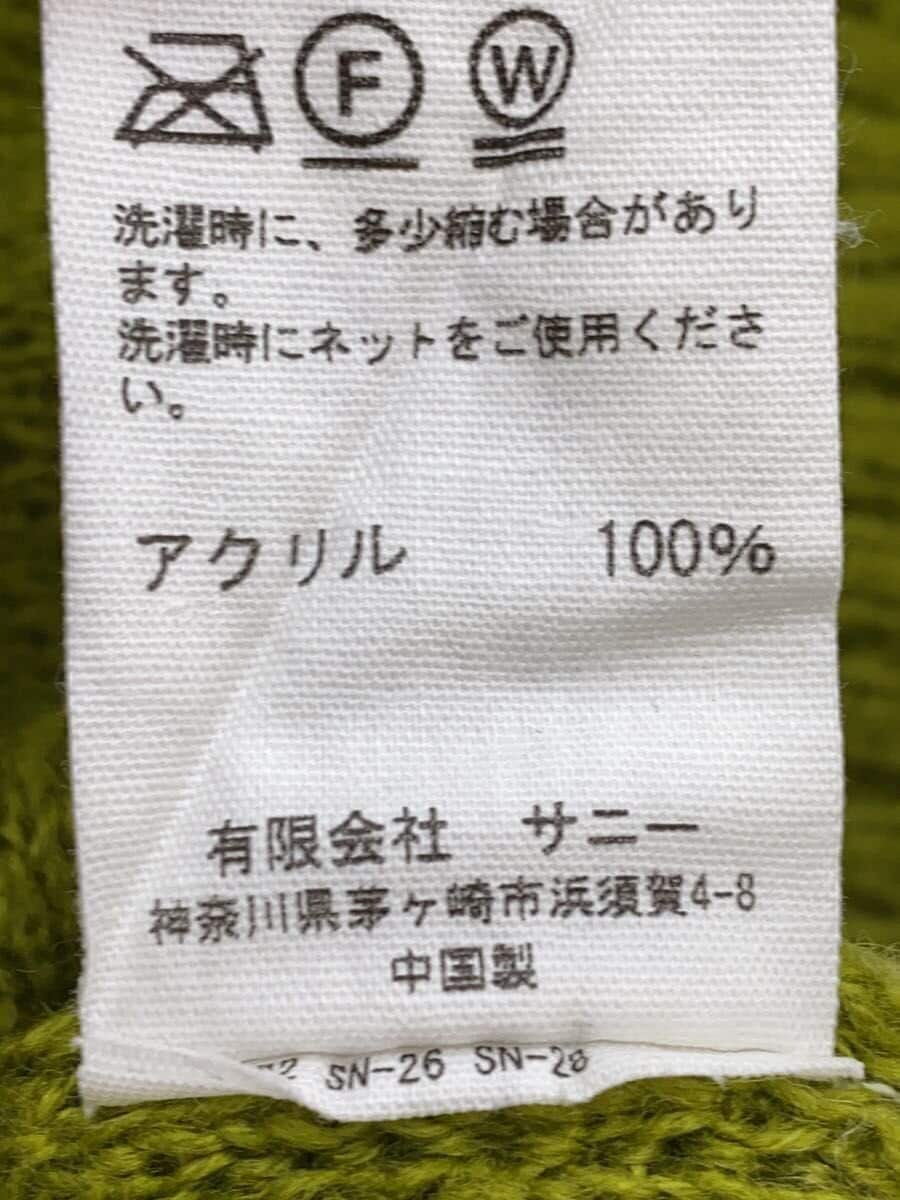 F W
洗濯時に、多少縮む場合があり
ます。
洗濯時にネットをご使用くださ
い。
アクリル 100%
有限会社 サニー
神奈川県茅ヶ崎市浜須賀4-8
中国製
SN-26 SN-28